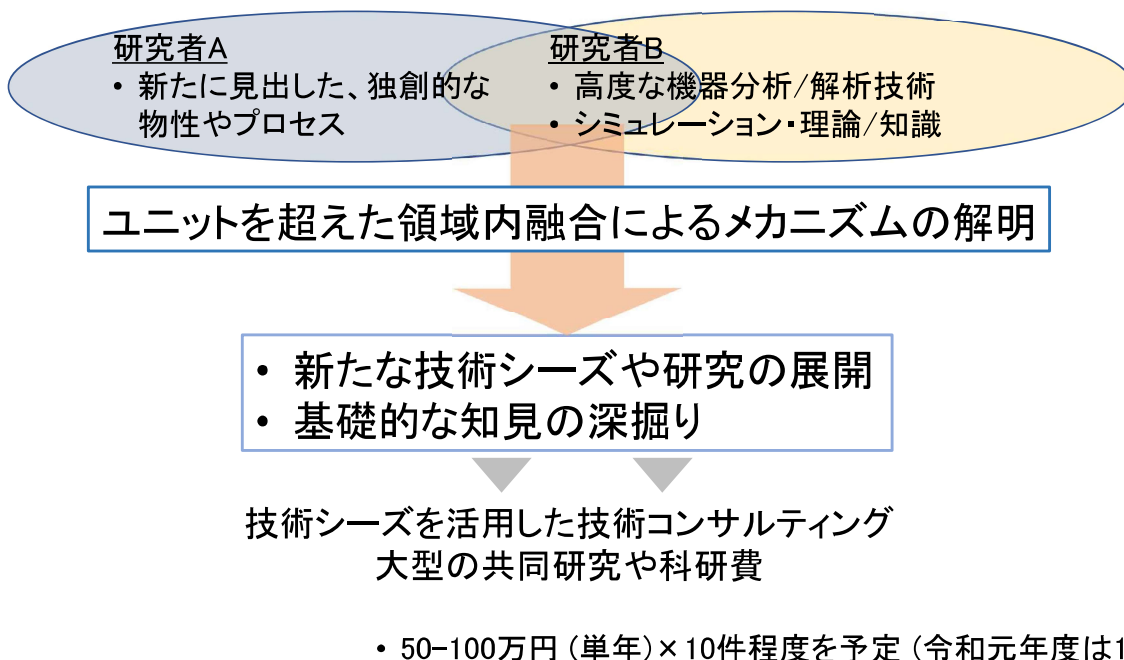 研究者A
• 新たに見出した、独創的な
物性やプロセス
研究者B
• 高度な機器分析/解析技術
• シミュレーション・理論/知識
ユニットを超えた領域内融合によるメカニズムの解明
• 新たな技術シーズや研究の展開
• 基礎的な知見の深掘り
技術シーズを活用した技術コンサルティング
大型の共同研究や科研費
• 50-100万円 (単年)×10件程度を予定 (令和元年度は1